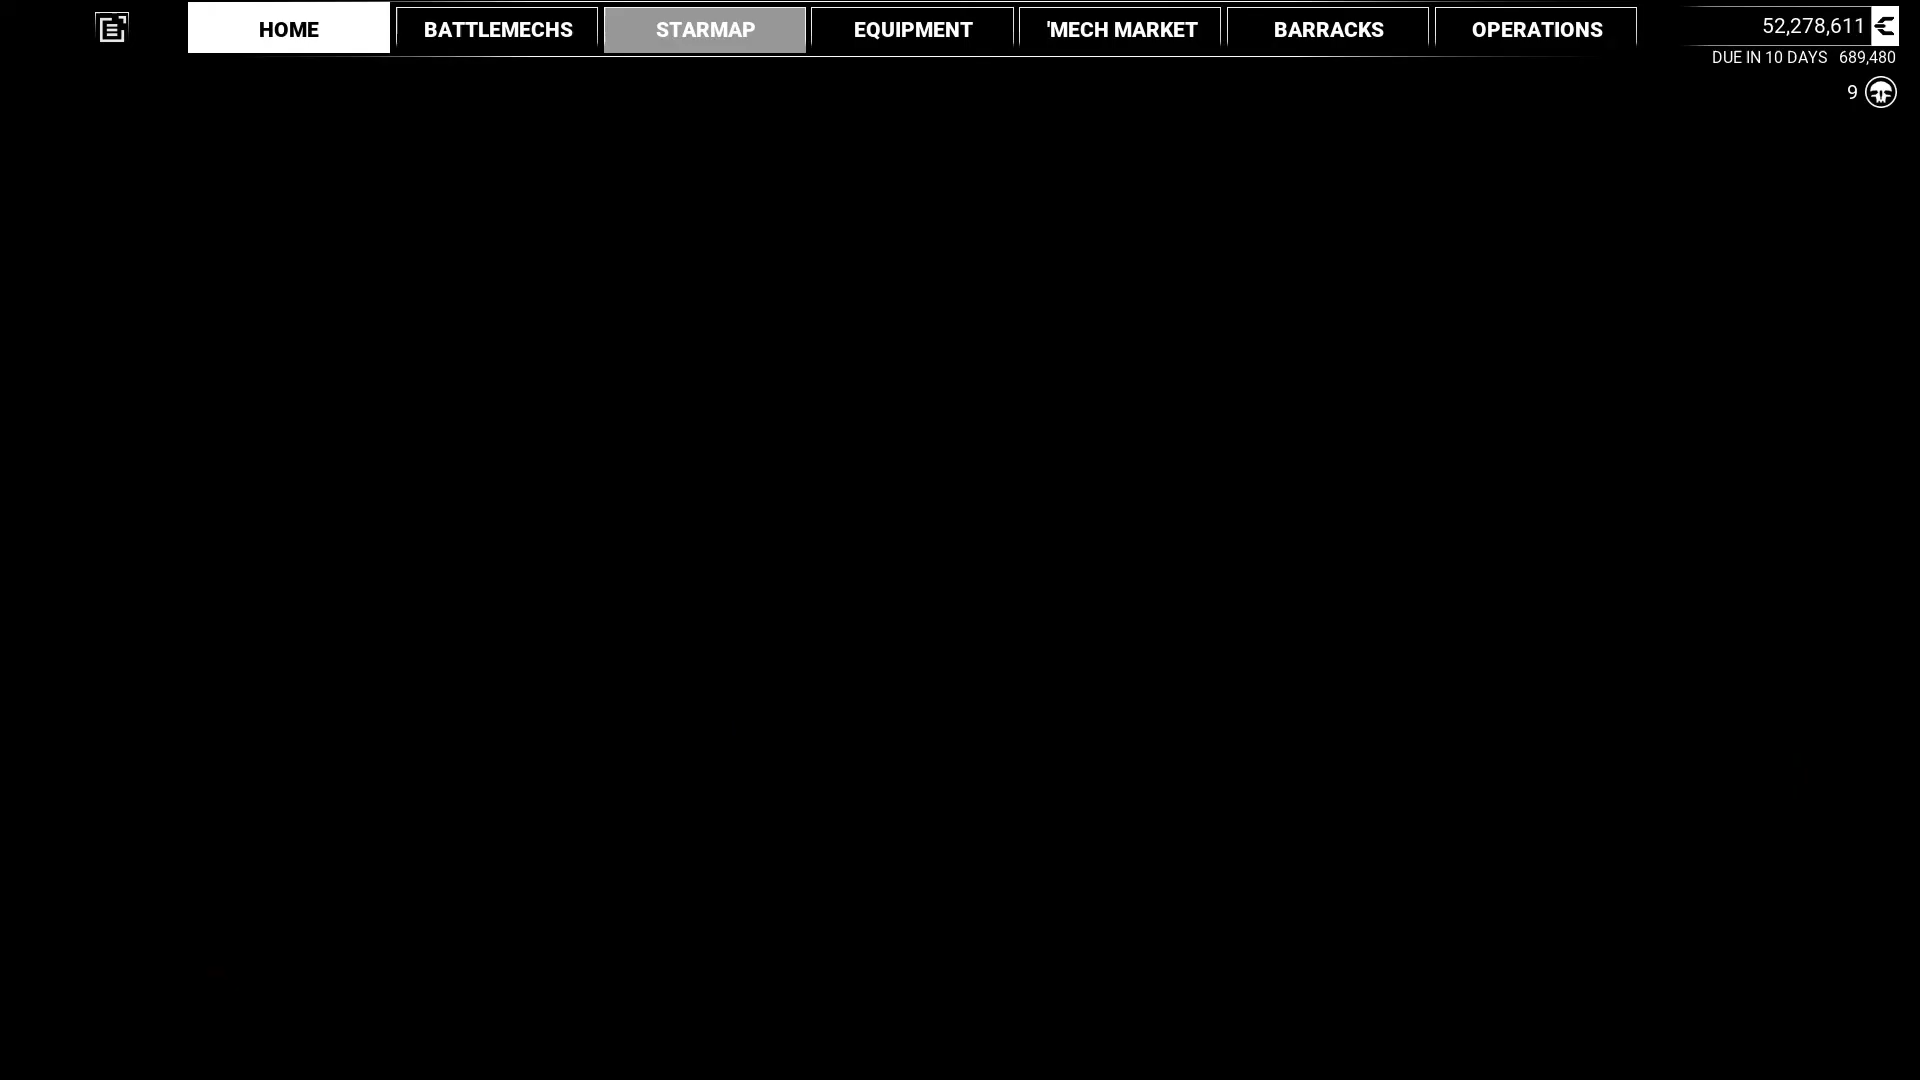 HOME
BATTLEMECHS
STARMAP
EQUIPMENT
'MECH MARKET
BARRACKS
OPERATIONS
52,278,611
DUE IN 10 DAYS 689,480
9